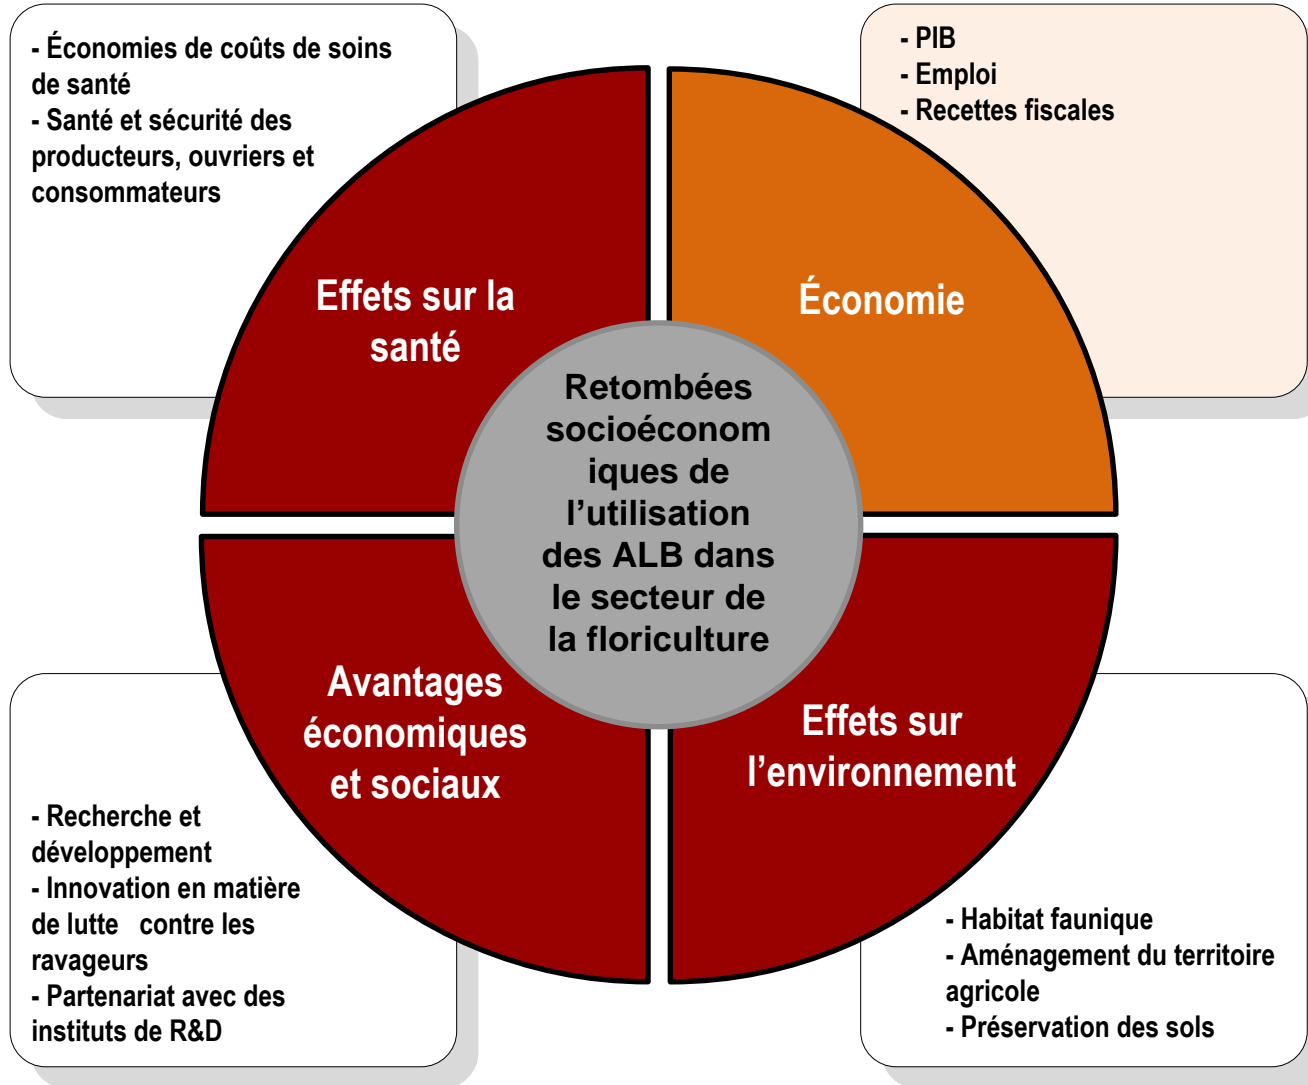 - Économies de coûts de soins
de santé
- Santé et sécurité des
producteurs, ouvriers et
consommateurs
- PIB
- Emploi
- Recettes fiscales
Effets sur la
santé
Économie
Retombées
socioéconom
iques de
l’utilisation
des ALB dans
le secteur de
la floriculture
Avantages
économiques
et sociaux
Effets sur
l’environnement
- Recherche et
développement
- Innovation en matière
de lutte   contre les
ravageurs
- Partenariat avec des
instituts de R&D
- Habitat faunique
- Aménagement du territoire
agricole
- Préservation des sols